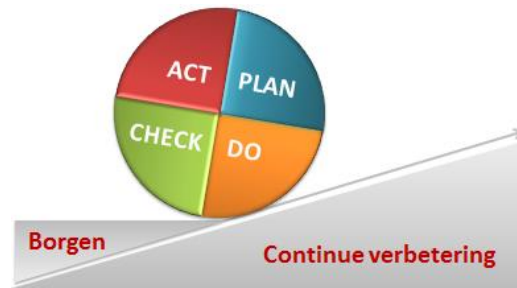 ACT
PLAN
CHECK
DO
Borgen
Continue verbetering